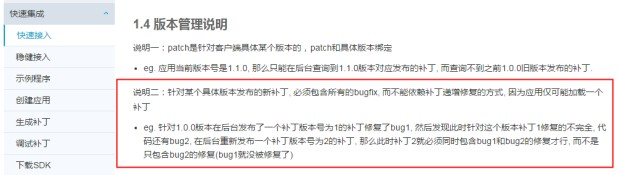 快速集成
快速接入
稳健接入
示例程序
创建应用
生成补丁
调试补丁
下载SDK
1.4 版本管理说明
说明一：patch是针对客户端具体某个版本的，patch和具体版本绑定
• eg. 应用当前版本号是1.1.0, 那么只能在后台查询到1.1.0版本对应发布的补丁, 而查询不到之前1.0.0旧版本发布的补丁.
说明二：针对某个具体版本发布的新补丁, 必须包含所有的bugfix, 而不能依赖补丁递增修复的方式, 因为应用仅可能加载一个
补丁
• eg. 针对1.0.0版本在后台发布了一个补丁版本号为1的补丁修复了bug1, 然后发现此时针对这个版本补丁1修复的不完全, 代
码还有bug2, 在后台重新发布一个补丁版本号为2的补丁, 那么此时补丁2就必须同时包含bug1和bug2的修复才行, 而不是
只包含bug2的修复(bug1就没被修复了)